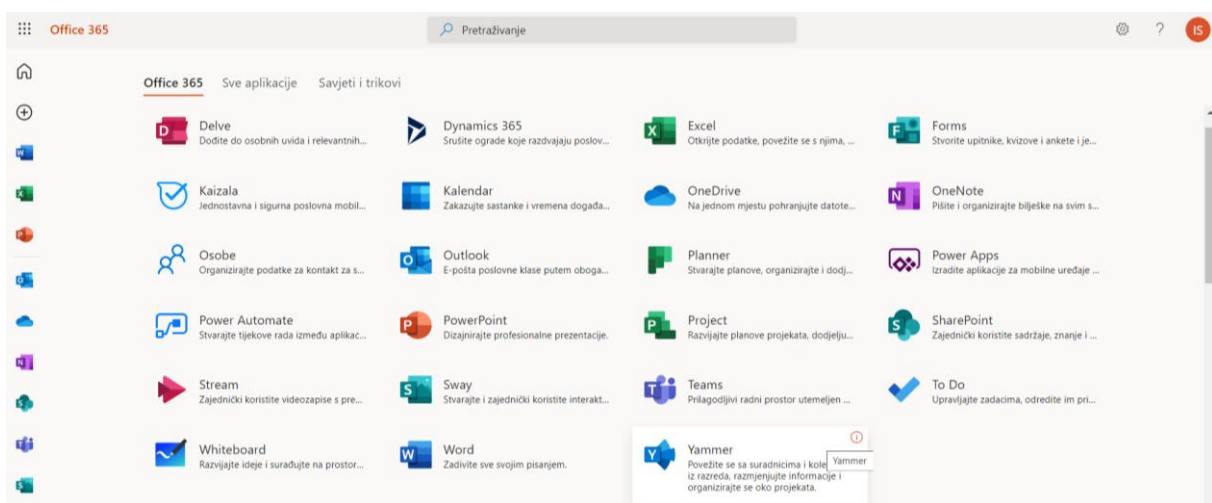 Office 365
Pretraživanje
?
IS
Office 365 Sve aplikacije Savjeti i trikovi
Delve
Dođite do osobnih uvida i relevantnih...
Dynamics 365
Srušite ograde koje razdvajaju poslov...
Excel
Otkrijte podatke, povežite se s njima, ...
Forms
Stvorite upitnike, kvizove i ankete i je...
Kaizala
Jednostavna i sigurna poslovna mobil...
Kalendar
Zakazujte sastanke i vremena događa...
OneDrive
Na jednom mjestu pohranjujte datote...
OneNote
Pišite i organizirajte bilješke na svim s...
Osobe
Organizirajte podatke za kontakt za s...
Outlook
E-pošta poslovne klase putem oboga...
Planner
Stvarajte planove, organizirajte i dodj...
Power Apps
Izradite aplikacije za mobilne uređaje ...
Power Automate
Stvarajte tijekove rada između aplikac...
PowerPoint
Dizajnirajte profesionalne prezentacije.
Project
Razvijajte planove projekata, dodjelju...
SharePoint
Zajednički koristite sadržaje, znanje i ...
Stream
Zajednički koristite videozapise s pre...
Sway
Stvarajte i zajednički koristite interakt...
Teams
Prilagodljivi radni prostor utemeljen ...
To Do
Upravljajte zadacima, odredite im pri...
Whiteboard
Razvijajte ideje i surađujte na prostor...
Word
Zadivite sve svojim pisanjem.
Yammer
Povežite se sa suradnicima i kole
iz razreda, razmjenjujte informacije i
organizirajte se oko projekata.
Yammer